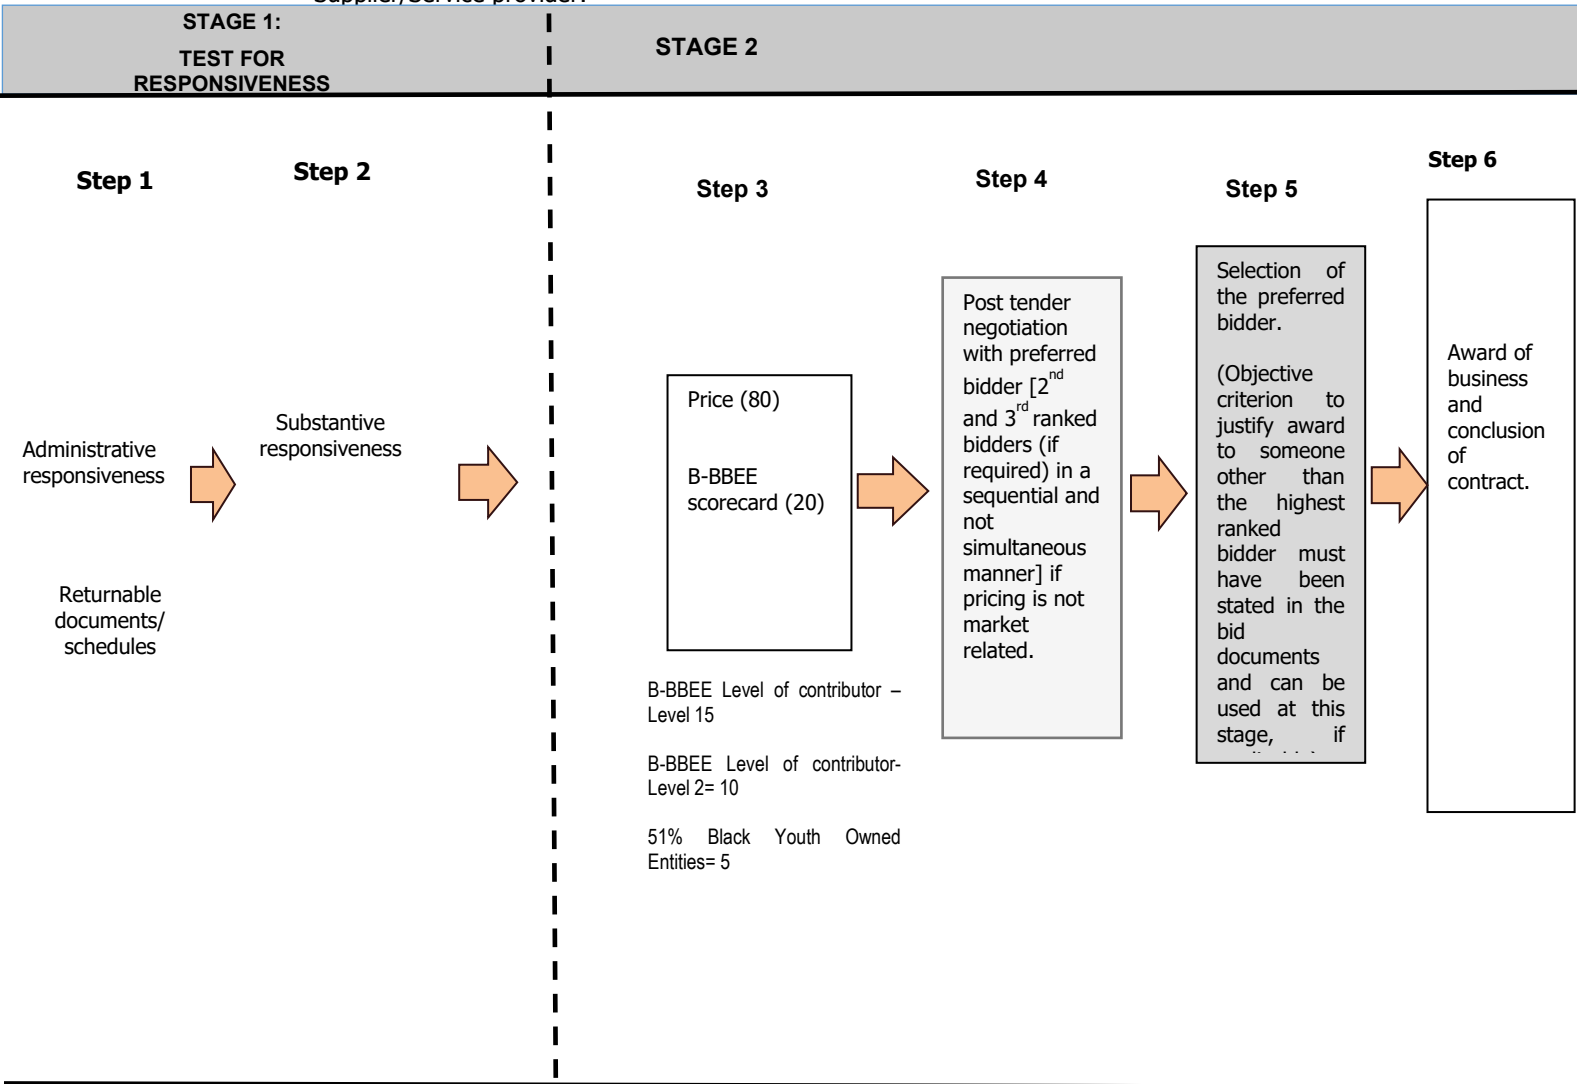 Supplier/Service provider:
STAGE 1:
TEST FOR
RESPONSIVENESS
STAGE 2
Step 1
Administrative
responsiveness
Returnable
documents/
schedules
Step 2
Substantive
responsiveness
Step 3
Price (80)
B-BBEE
scorecard (20)
B-BBEE Level of contributor –
Level 15
B-BBEE Level of contributor-
Level 2= 10
51% Black Youth Owned
Entities= 5
Step 4
Post tender
negotiation
with preferred
bidder [2nd
and 3rd ranked
bidders (if
required) in a
sequential and
not
simultaneous
manner] if
pricing is not
market
related.
Step 5
Selection of
the preferred
bidder.
(Objective
criterion to
justify award
to someone
other than
the highest
ranked
bidder must
have been
stated in the
bid
documents
and can be
used at this
stage, if
Step 6
Award of
business
and
conclusion
of
contract.